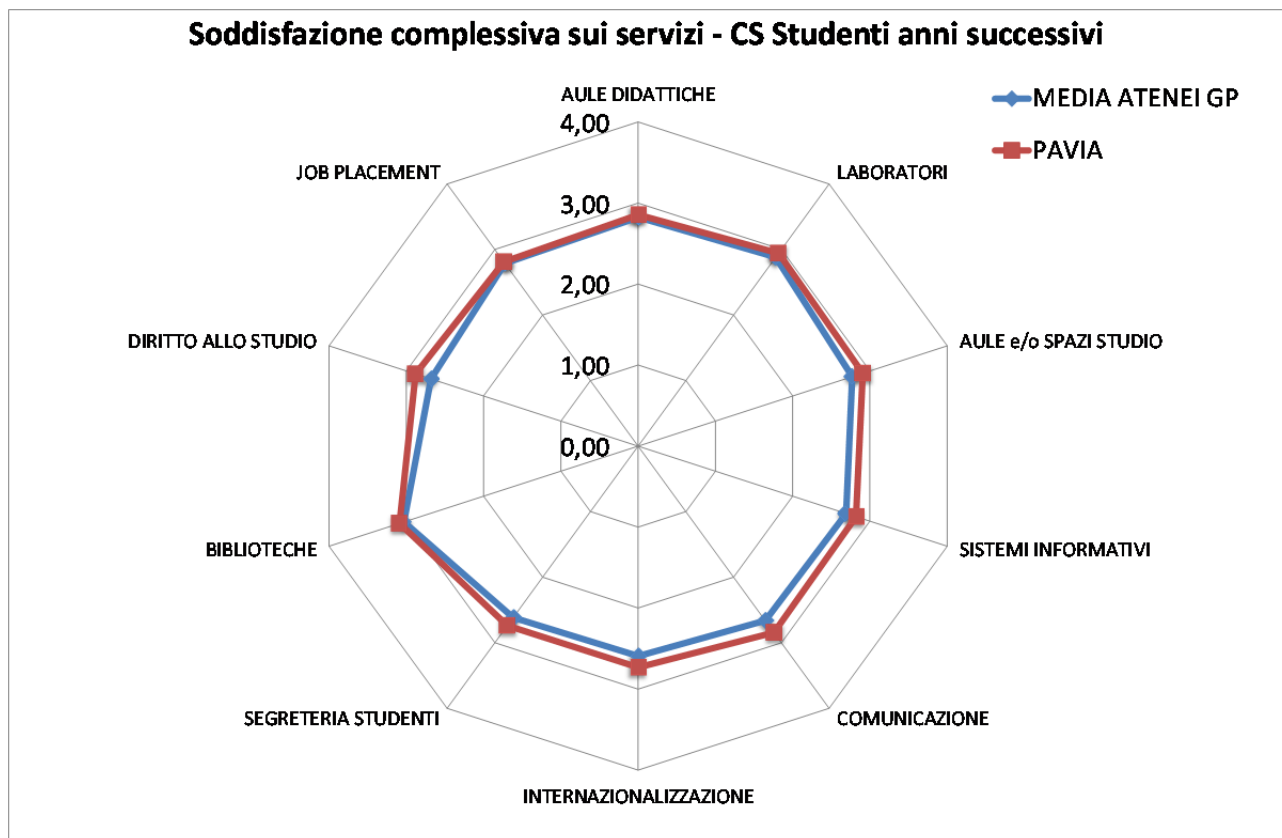 Soddisfazione complessiva sui servizi - CS Studenti anni successivi
MEDIA ATENEI GP
PAVIA
AULE DIDATTICHE
LABORATORI
AULE e/o SPAZI STUDIO
SISTEMI INFORMATIVI
COMUNICAZIONE
INTERNAZIONALIZZAZIONE
SEGRETERIA STUDENTI
BIBLIOTECHE
DIRITTO ALLO STUDIO
JOB PLACEMENT
4,00
3,00
2,00
1,00
0,00